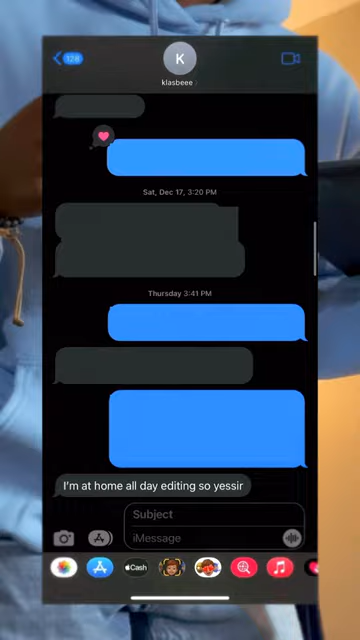 128
K
klasbeee
Sat, Dec 17, 3:20 PM
Thursday 3:41 PM
I'm at home all day editing so yessir
Subject
iMessage
Cash